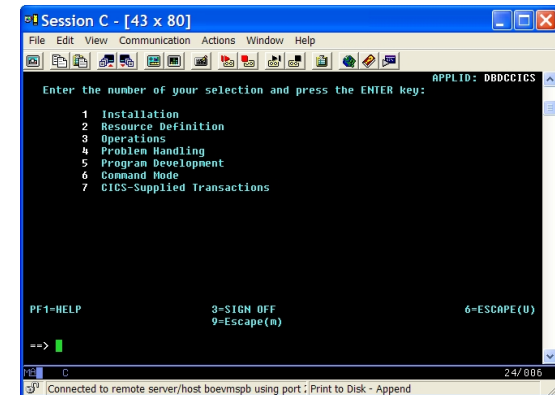 Session C - [43 x 80]
File Edit View Communication Actions Window Help
APPLID: DBDCCICS
Enter the number of your selection and press the ENTER key:
1 Installation
2 Resource Definition
3 Operations
4 Problem Handling
5 Program Development
6 Command Mode
7 CICS-Supplied Transactions
PF1=HELP 3=SIGN OFF 6=ESCAPE(U)
9=Escape(m)
==>
C 24/006
Connected to remote server/host boevmspb using port Print to Disk - Append